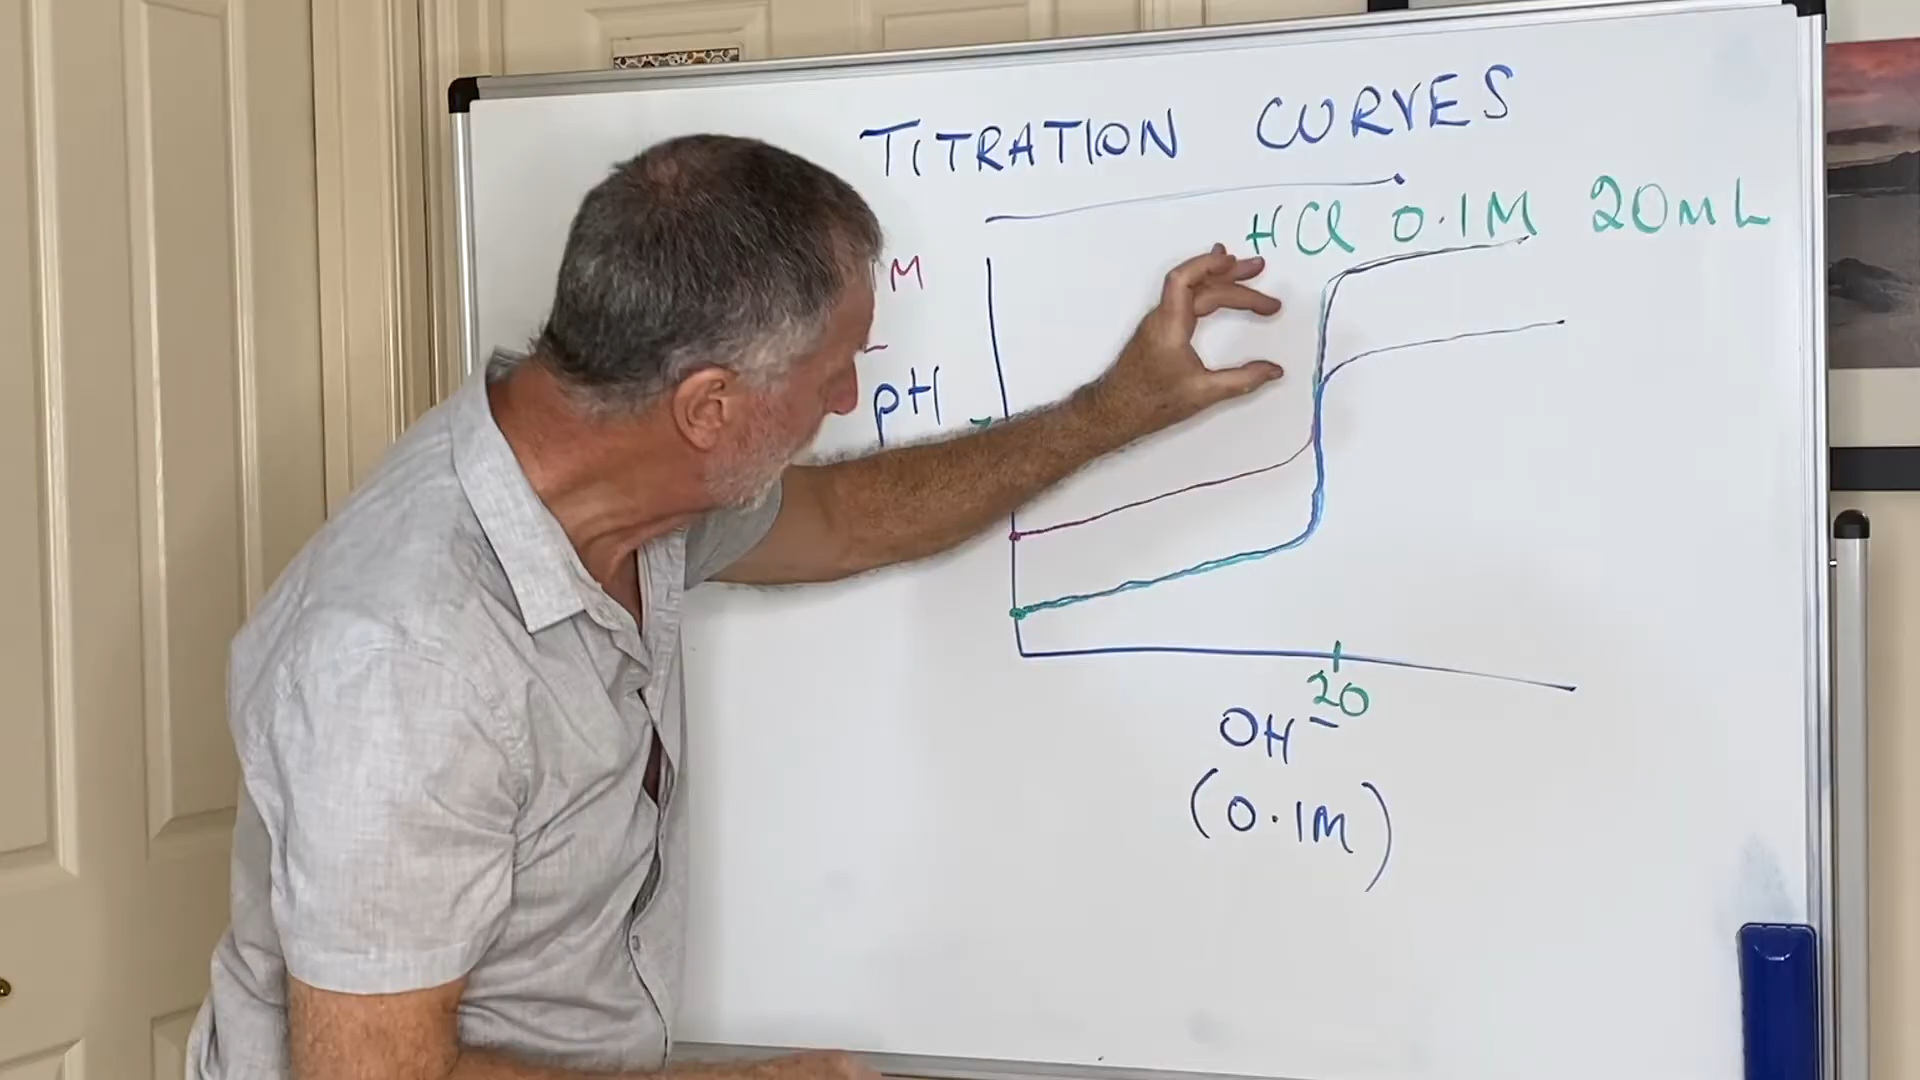 TITRATION CURVES
HCl 0.1M 20mL
M
pH
20
OH⁻
(0.1M)